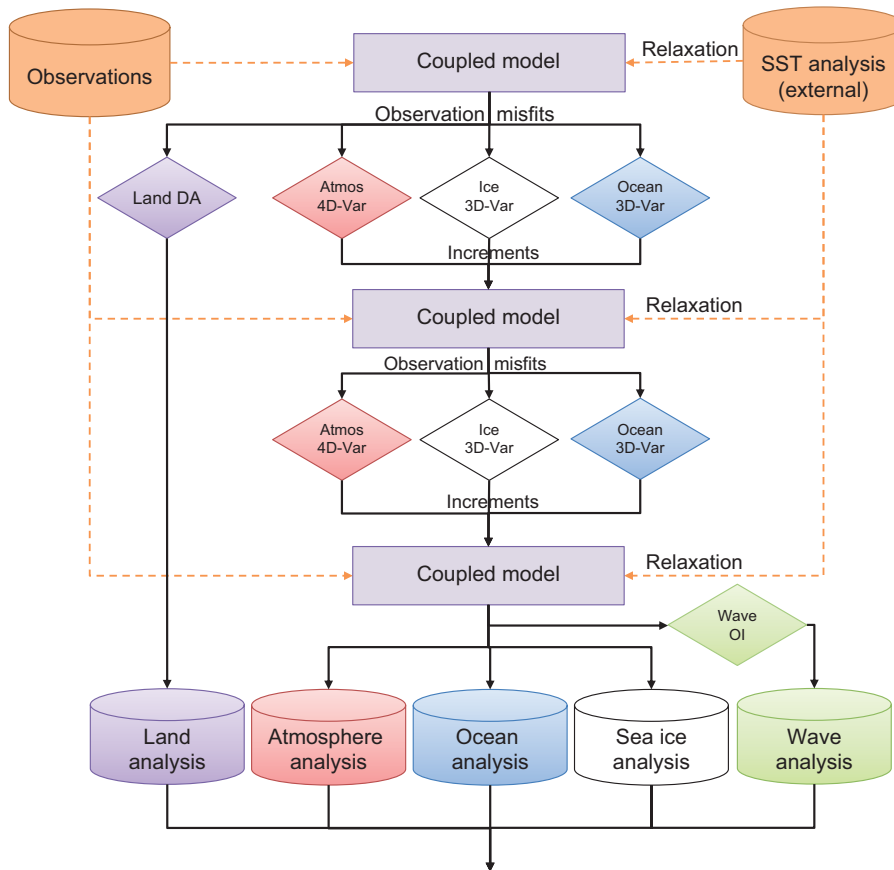 Observations
Coupled model
Relaxation
SST analysis
(external)
Observation misfits
Land DA
Atmos
4D-Var
Ice
3D-Var
Ocean
3D-Var
Increments
Coupled model
Relaxation
Observation misfits
Atmos
4D-Var
Ice
3D-Var
Ocean
3D-Var
Increments
Coupled model
Relaxation
Wave
OI
Land
analysis
Atmosphere
analysis
Ocean
analysis
Sea ice
analysis
Wave
analysis